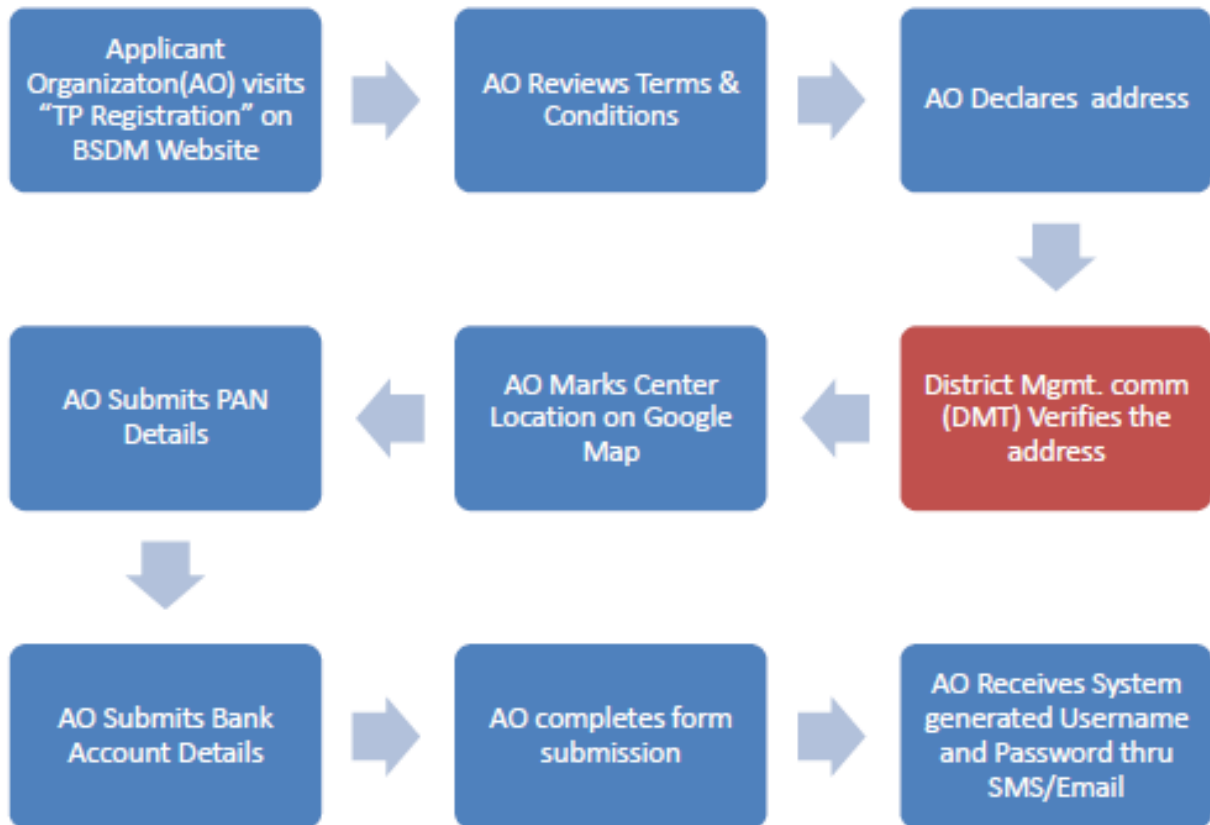 Applicant
Organizaton(AO) visits
“TP Registration” on
BSDM Website
AO Reviews Terms &
Conditions
AO Declares address
District Mgmt. comm
(DMT) Verifies the
address
AO Marks Center
Location on Google
Map
AO Submits PAN
Details
AO Submits Bank
Account Details
AO completes form
submission
AO Receives System
generated Username
and Password thru
SMS/Email